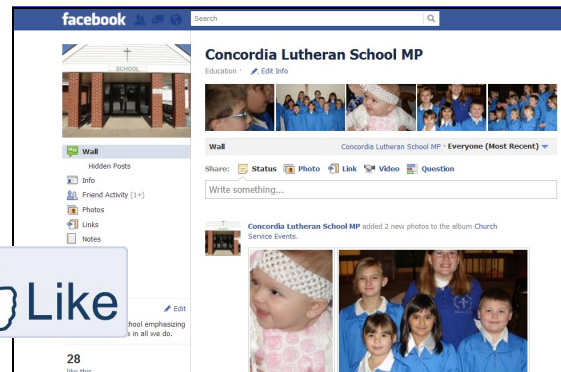 facebook
Search
SCHOOL
Concordia Lutheran School MP
Education · Edit Info
Wall
Hidden Posts
Info
Friend Activity (1+)
Photos
Links
Notes
Wall Concordia Lutheran School MP · Everyone (Most Recent)
Share: Status Photo Link Video Question
Write something...
Concordia Lutheran School MP added 2 new photos to the album Church
Service Events.
Like
Edit
hool emphasizing
in all we do.
28
like this